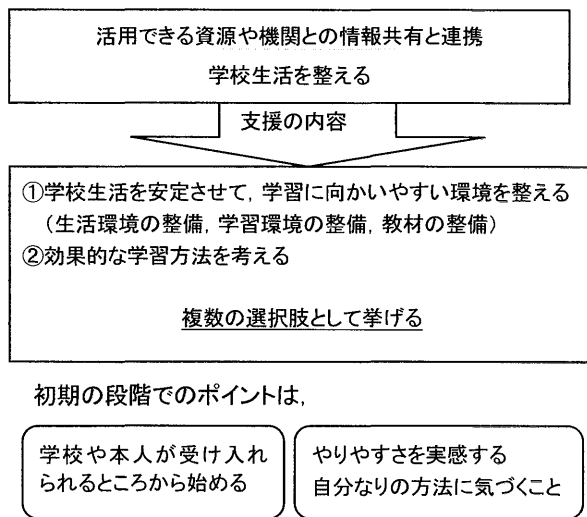 活用できる資源や機関との情報共有と連携
学校生活を整える
支援の内容
①学校生活を安定させて，学習に向かいやすい環境を整える
（生活環境の整備，学習環境の整備，教材の整備）
②効果的な学習方法を考える
複数の選択肢として挙げる
初期の段階でのポイントは，
学校や本人が受け入れ
られるところから始める
やりやすさを実感する
自分なりの方法に気づくこと